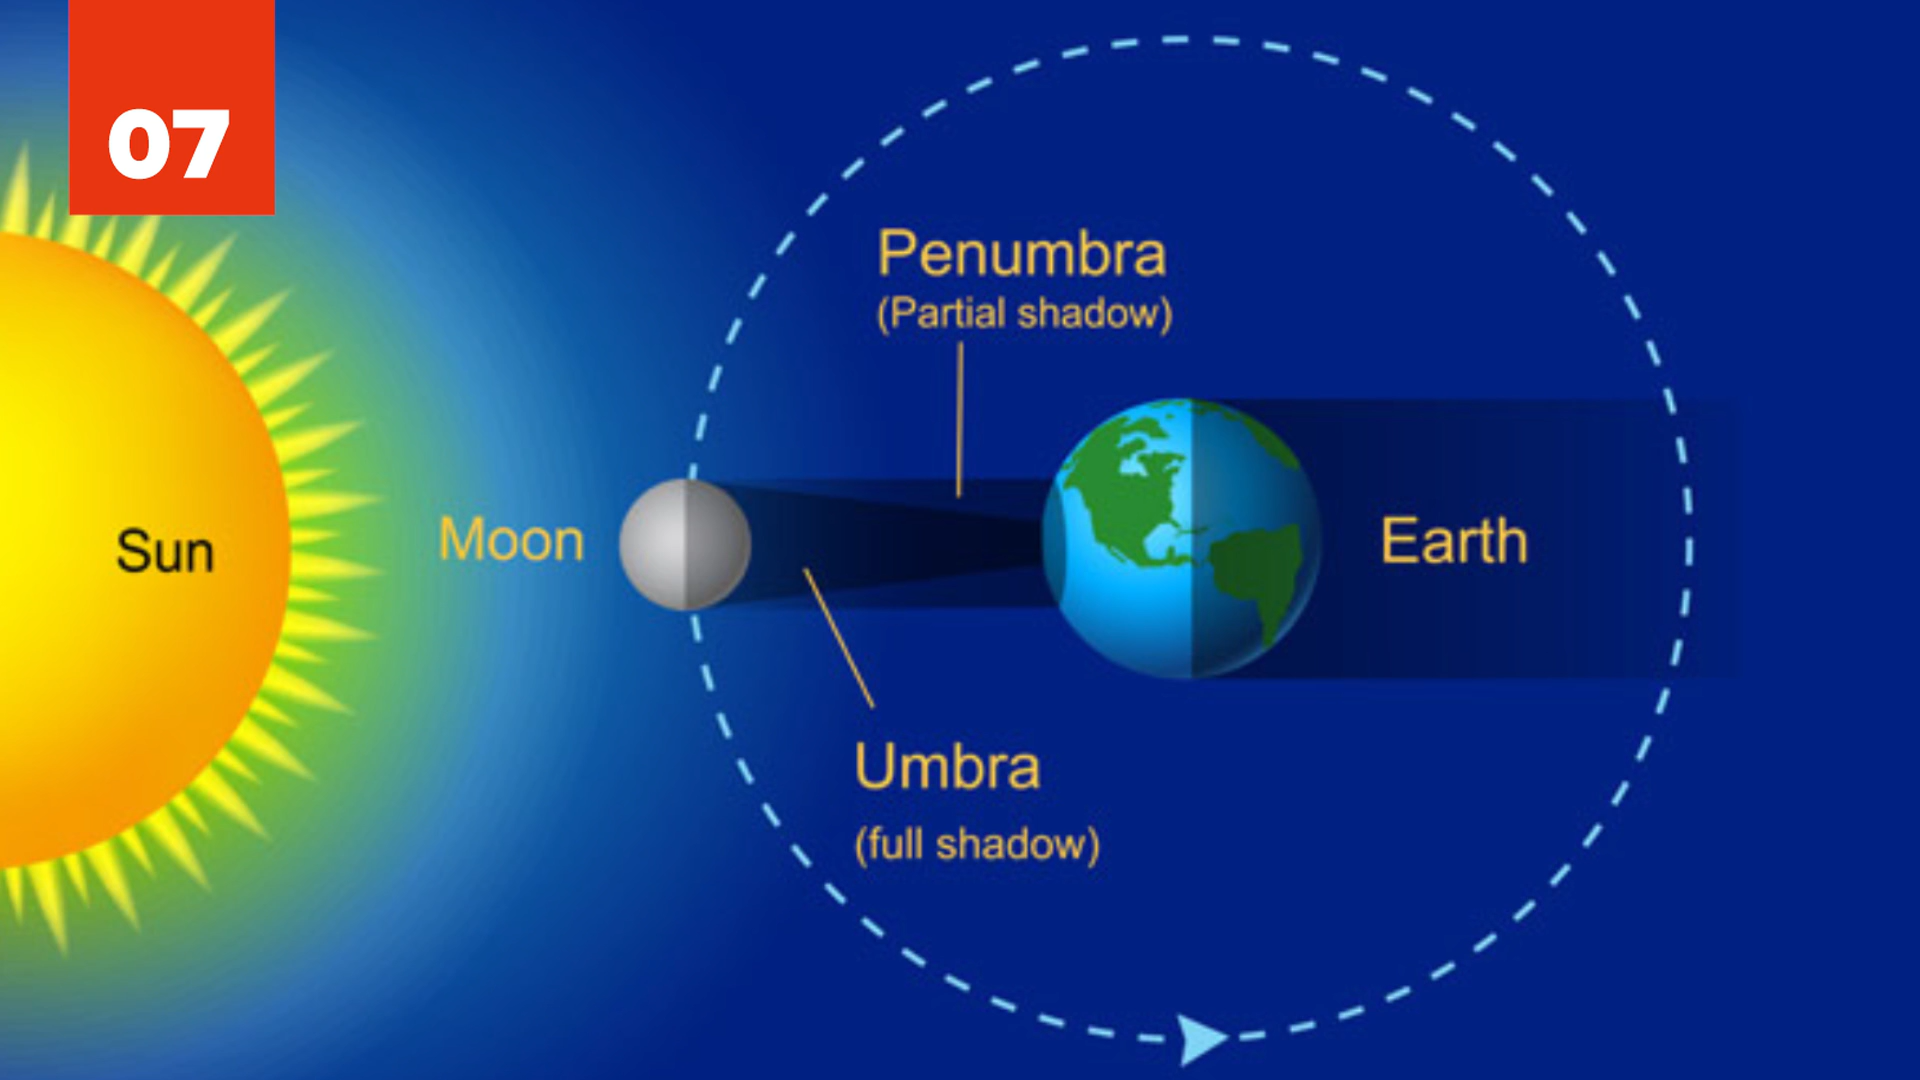 07
Penumbra
(Partial shadow)
Sun
Moon
Earth
Umbra
(full shadow)